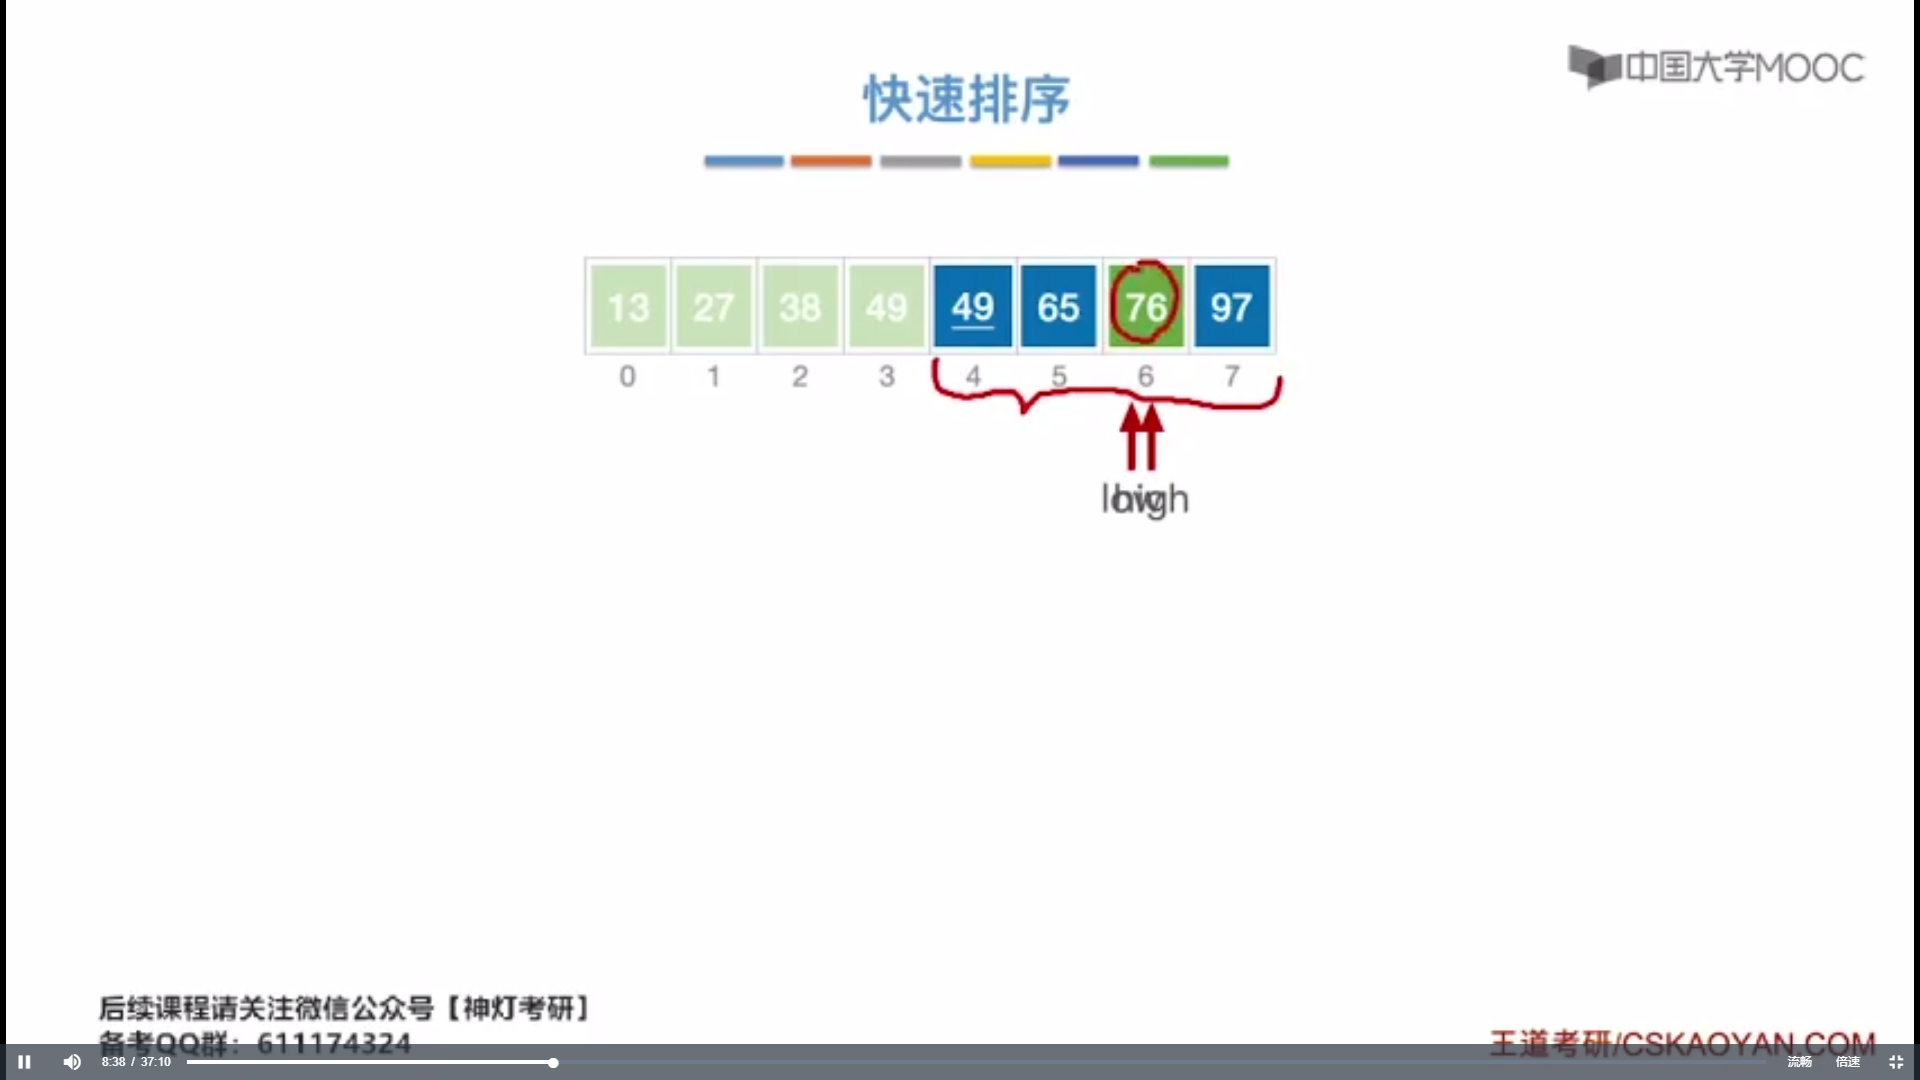 中国大学MOOC
快速排序
13 27 38 49 49 65 76 97
0 1 2 3 4 5 6 7
low high
后续课程请关注微信公众号【神灯考研】
备考QQ群：611174324
王道考研/CSKAOYAN.COM
8:38 / 37:10 流畅 倍速